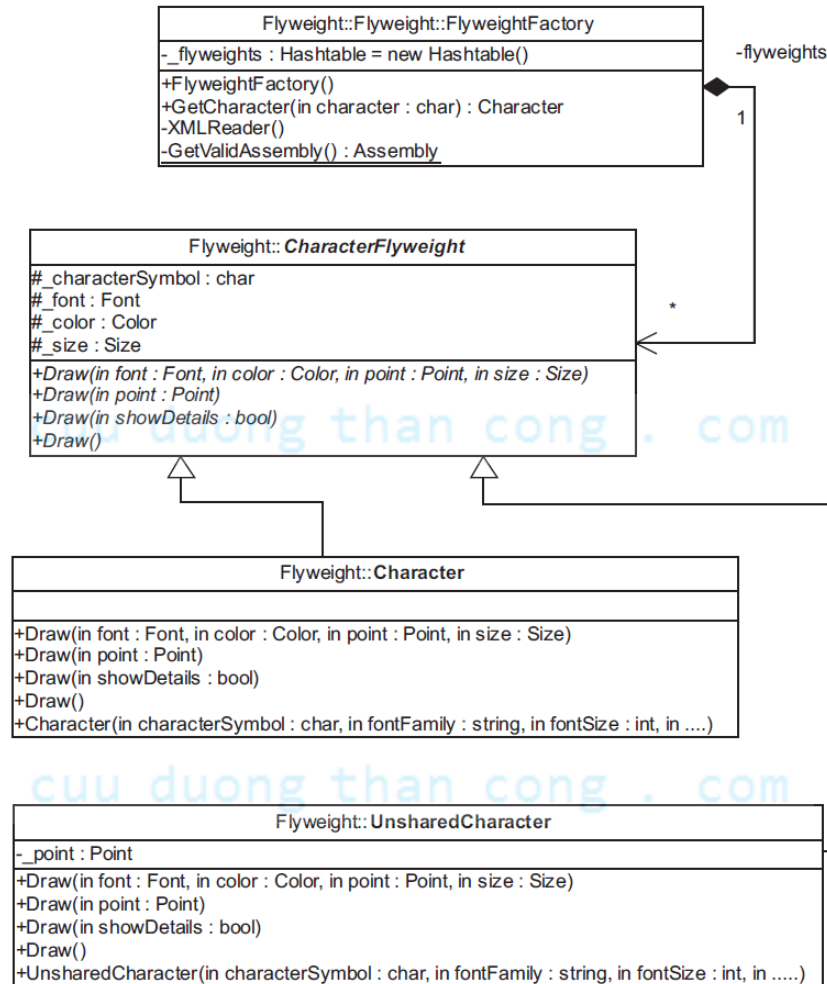 Flyweight::Flyweight::FlyweightFactory
-_flyweights : Hashtable = new Hashtable()
-flyweights
+FlyweightFactory()
+GetCharacter(in character : char) : Character
1
-XMLReader()
-GetValidAssembly() : Assembly
Flyweight::CharacterFlyweight
#_characterSymbol : char
#_font : Font
#_color : Color
#_size : Size
*
+Draw(in font : Font, in color : Color, in point : Point, in size : Size)
+Draw(in point : Point)
+Draw(in showDetails : bool)
+Draw()
cuu duong than cong . com
Flyweight::Character
+Draw(in font : Font, in color : Color, in point : Point, in size : Size)
+Draw(in point : Point)
+Draw(in showDetails : bool)
+Draw()
+Character(in characterSymbol : char, in fontFamily : string, in fontSize : int, in ....)
cuu duong than cong . com
Flyweight::UnsharedCharacter
-_point : Point
+Draw(in font : Font, in color : Color, in point : Point, in size : Size)
+Draw(in point : Point)
+Draw(in showDetails : bool)
+Draw()
+UnsharedCharacter(in characterSymbol : char, in fontFamily : string, in fontSize : int, in .....)